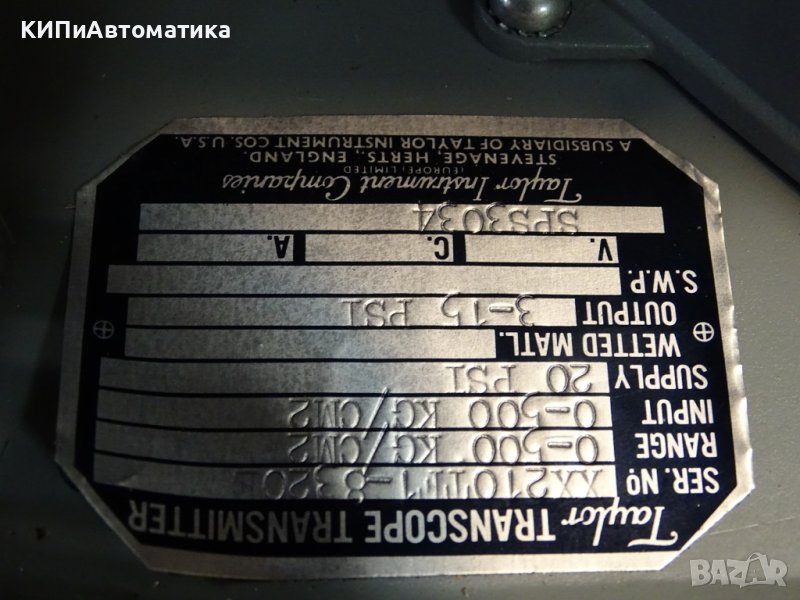 КИПиАвтоматика
Taylor TRANSCOPE TRANSMITTER
SER. No
RANGE 0-500 KG/CM2
INPUT 0-500 KG/CM2
SUPPLY 20 PSI
WETTED MATL.
OUTPUT 3-15 PSI
S.W.P.
V. C. A.
SPS3034
Taylor Instrument Companies
(EUROPE) LIMITED
STEVENAGE, HERTS., ENGLAND.
A SUBSIDIARY OF TAYLOR INSTRUMENT COS. U.S.A.
BAZAR